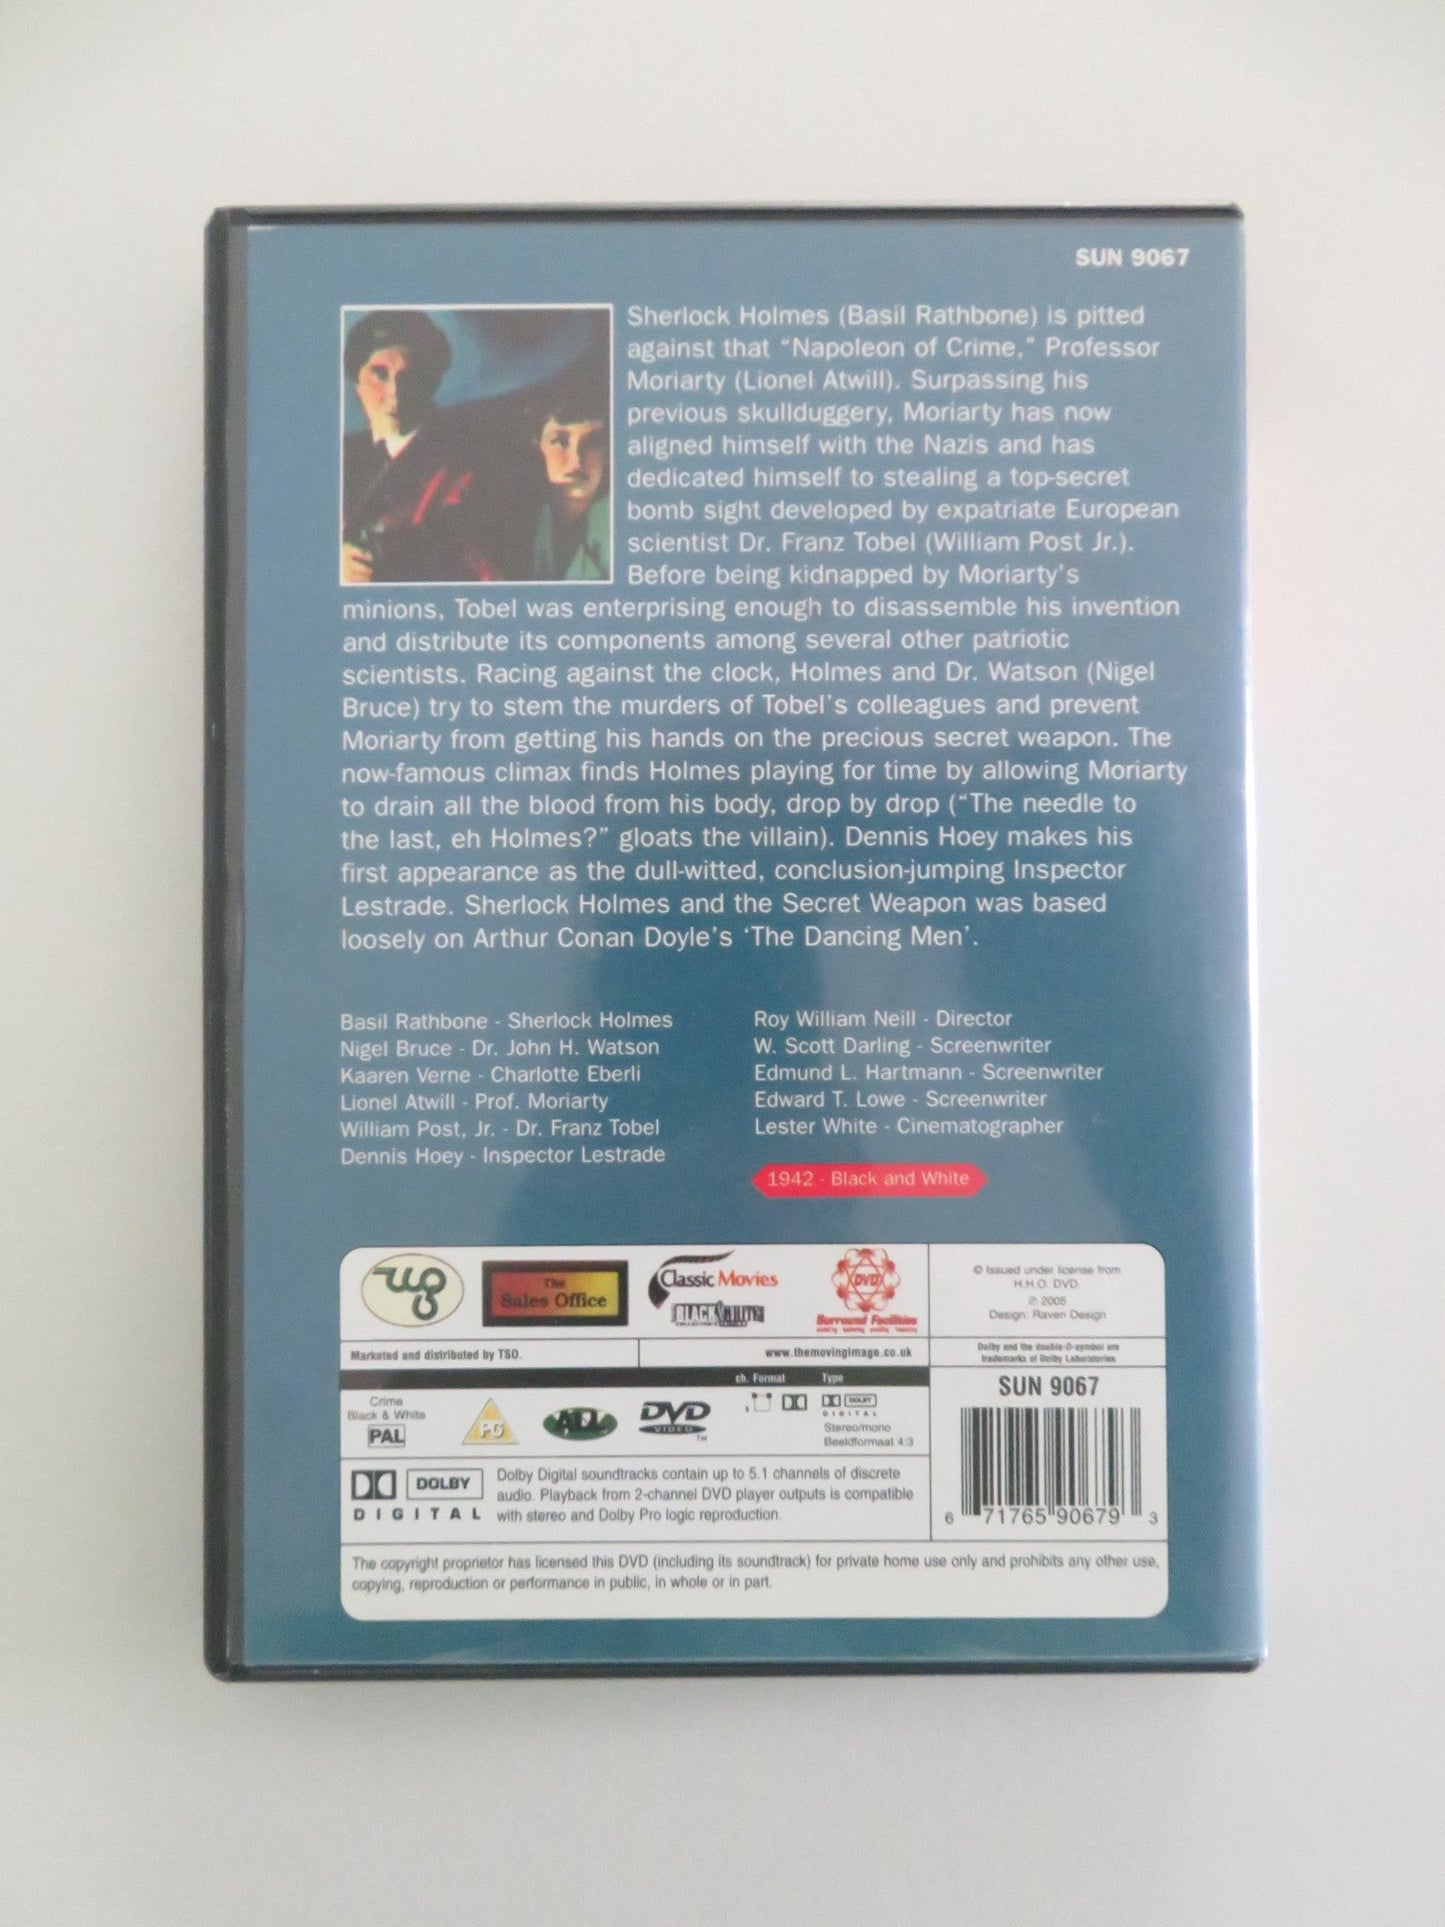 SUN 9067
Sherlock Holmes (Basil Rathbone) is pitted
against that “Napoleon of Crime,” Professor
Moriarty (Lionel Atwill). Surpassing his
previous skullduggery, Moriarty has now
aligned himself with the Nazis and has
dedicated himself to stealing a top-secret
bomb sight developed by expatriate European
scientist Dr. Franz Tobel (William Post Jr.).
Before being kidnapped by Moriarty’s
minions, Tobel was enterprising enough to disassemble his invention
and distribute its components among several other patriotic
scientists. Racing against the clock, Holmes and Dr. Watson (Nigel
Bruce) try to stem the murders of Tobel’s colleagues and prevent
Moriarty from getting his hands on the precious secret weapon. The
now-famous climax finds Holmes playing for time by allowing Moriarty
to drain all the blood from his body, drop by drop (“The needle to
the last, eh Holmes?” gloats the villain). Dennis Hoey makes his
first appearance as the dull-witted, conclusion-jumping Inspector
Lestrade. Sherlock Holmes and the Secret Weapon was based
loosely on Arthur Conan Doyle’s ‘The Dancing Men’.
Basil Rathbone - Sherlock Holmes
Nigel Bruce - Dr. John H. Watson
Kaaren Verne - Charlotte Eberli
Lionel Atwill - Prof. Moriarty
William Post, Jr. - Dr. Franz Tobel
Dennis Hoey - Inspector Lestrade
Roy William Neill - Director
W. Scott Darling - Screenwriter
Edmund L. Hartmann - Screenwriter
Edward T. Lowe - Screenwriter
Lester White - Cinematographer
1942 - Black and White
wg
The
Sales Office
Classic Movies
BLACK & WHITE
DVD
Surround Facilities
© Issued under license from
H.H.O. DVD.
℗ 2005
Design: Raven Design
Marketed and distributed by TSO.
www.themovingimage.co.uk
Dolby and the double-D-symbol are
trademarks of Dolby Laboratories
ch. Format Type
Crime
Black & White
PAL
PG
ALL
DVD
VIDEO
TM
DOLBY
DIGITAL
Stereo/mono
Beeldformaat 4:3
SUN 9067
6 71765 90679 3
DOLBY
DIGITAL
Dolby Digital soundtracks contain up to 5.1 channels of discrete
audio. Playback from 2-channel DVD player outputs is compatible
with stereo and Dolby Pro logic reproduction.
The copyright proprietor has licensed this DVD (including its soundtrack) for private home use only and prohibits any other use,
copying, reproduction or performance in public, in whole or in part.